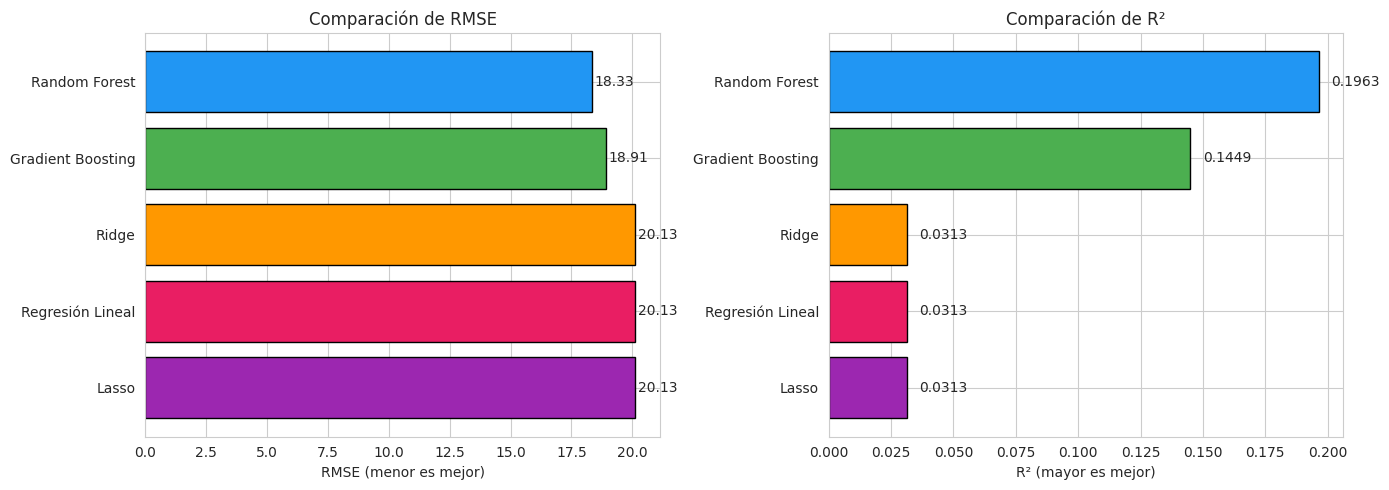 Comparación de RMSE
Random Forest
18.33
Gradient Boosting
18.91
Ridge
20.13
Regresión Lineal
20.13
Lasso
20.13
0.0 2.5 5.0 7.5 10.0 12.5 15.0 17.5 20.0
RMSE (menor es mejor)
Comparación de R²
Random Forest
0.1963
Gradient Boosting
0.1449
Ridge
0.0313
Regresión Lineal
0.0313
Lasso
0.0313
0.000 0.025 0.050 0.075 0.100 0.125 0.150 0.175 0.200
R² (mayor es mejor)